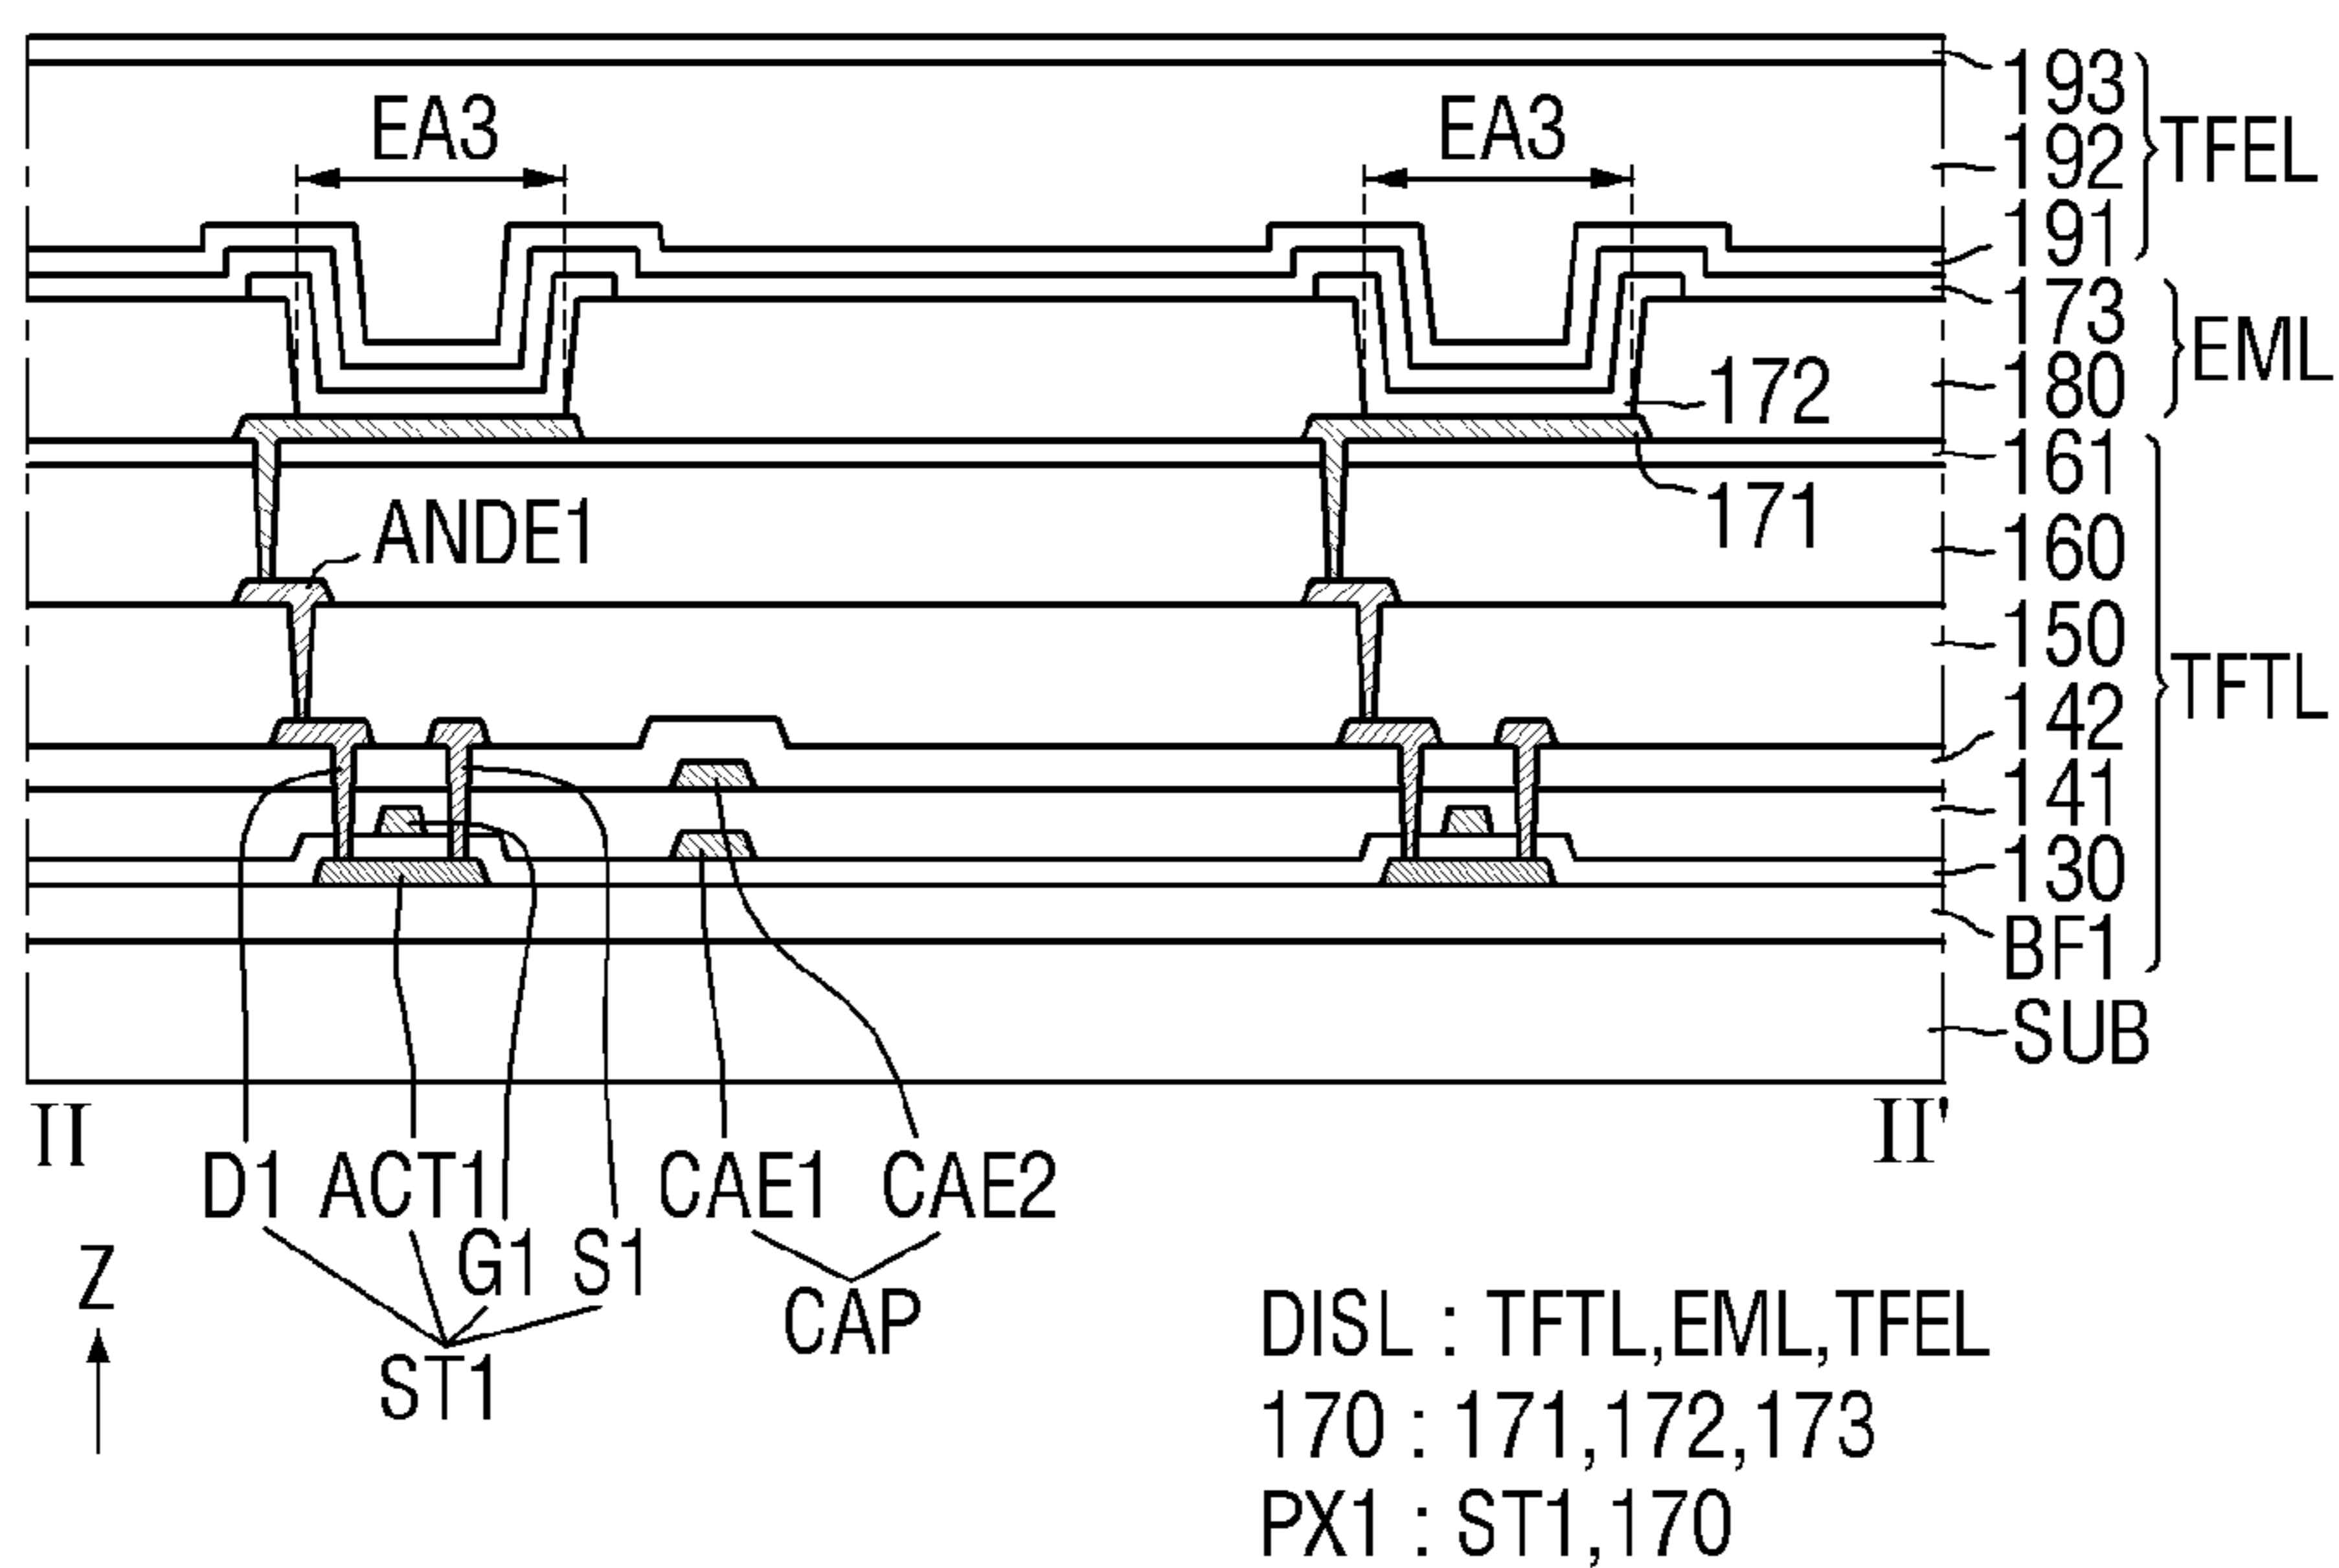 193
EA3 EA3
192
TFEL
191
173
EML
180
172
161
171
ANDE1
160
150
TFTL
142
141
130
BF1
SUB
II II'
D1 ACT1 CAE1 CAE2
G1 S1
Z
CAP
ST1
DISL : TFTL,EML,TFEL
170 : 171,172,173
PX1 : ST1,170